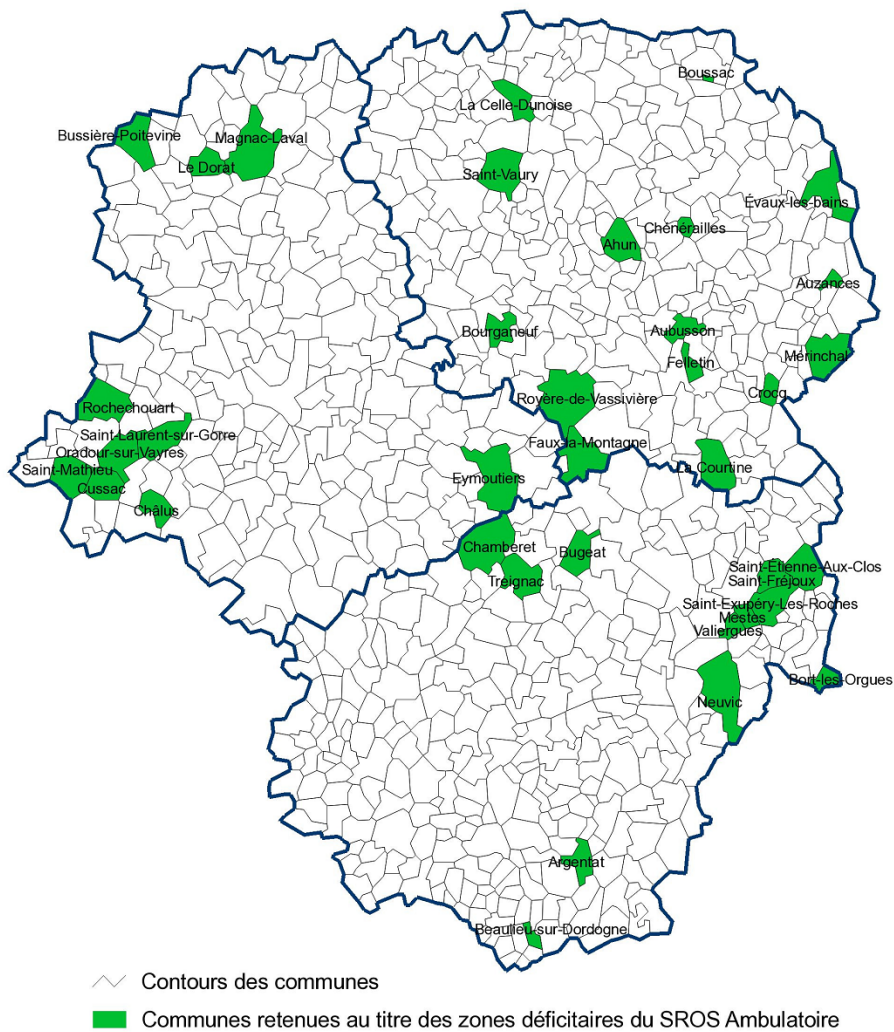 Boussac
La Celle-Dunoise
Bussière-Poitevine
Magnac-Laval
Le Dorat
Saint-Vaury
Évaux-les-bains
Chénérailles
Ahun
Auzances
Bourganeuf
Aubusson
Mérinchal
Felletin
Crocq
Royère-de-Vassivière
Rochechouart
Saint-Laurent-sur-Gorre
Faux-la-Montagne
Oradour-sur-Vayres
Saint-Mathieu
La Courtine
Eymoutiers
Cussac
Châlus
Chamberet
Bugeat
Saint-Etienne-Aux-Clos
Treignac
Saint-Fréjoux
Saint-Exupéry-Les-Roches
Mestes
Valiergues
Bort-les-Orgues
Neuvic
Argentat
Beaulieu-sur-Dordogne
Contours des communes
Communes retenues au titre des zones déficitaires du SROS Ambulatoire